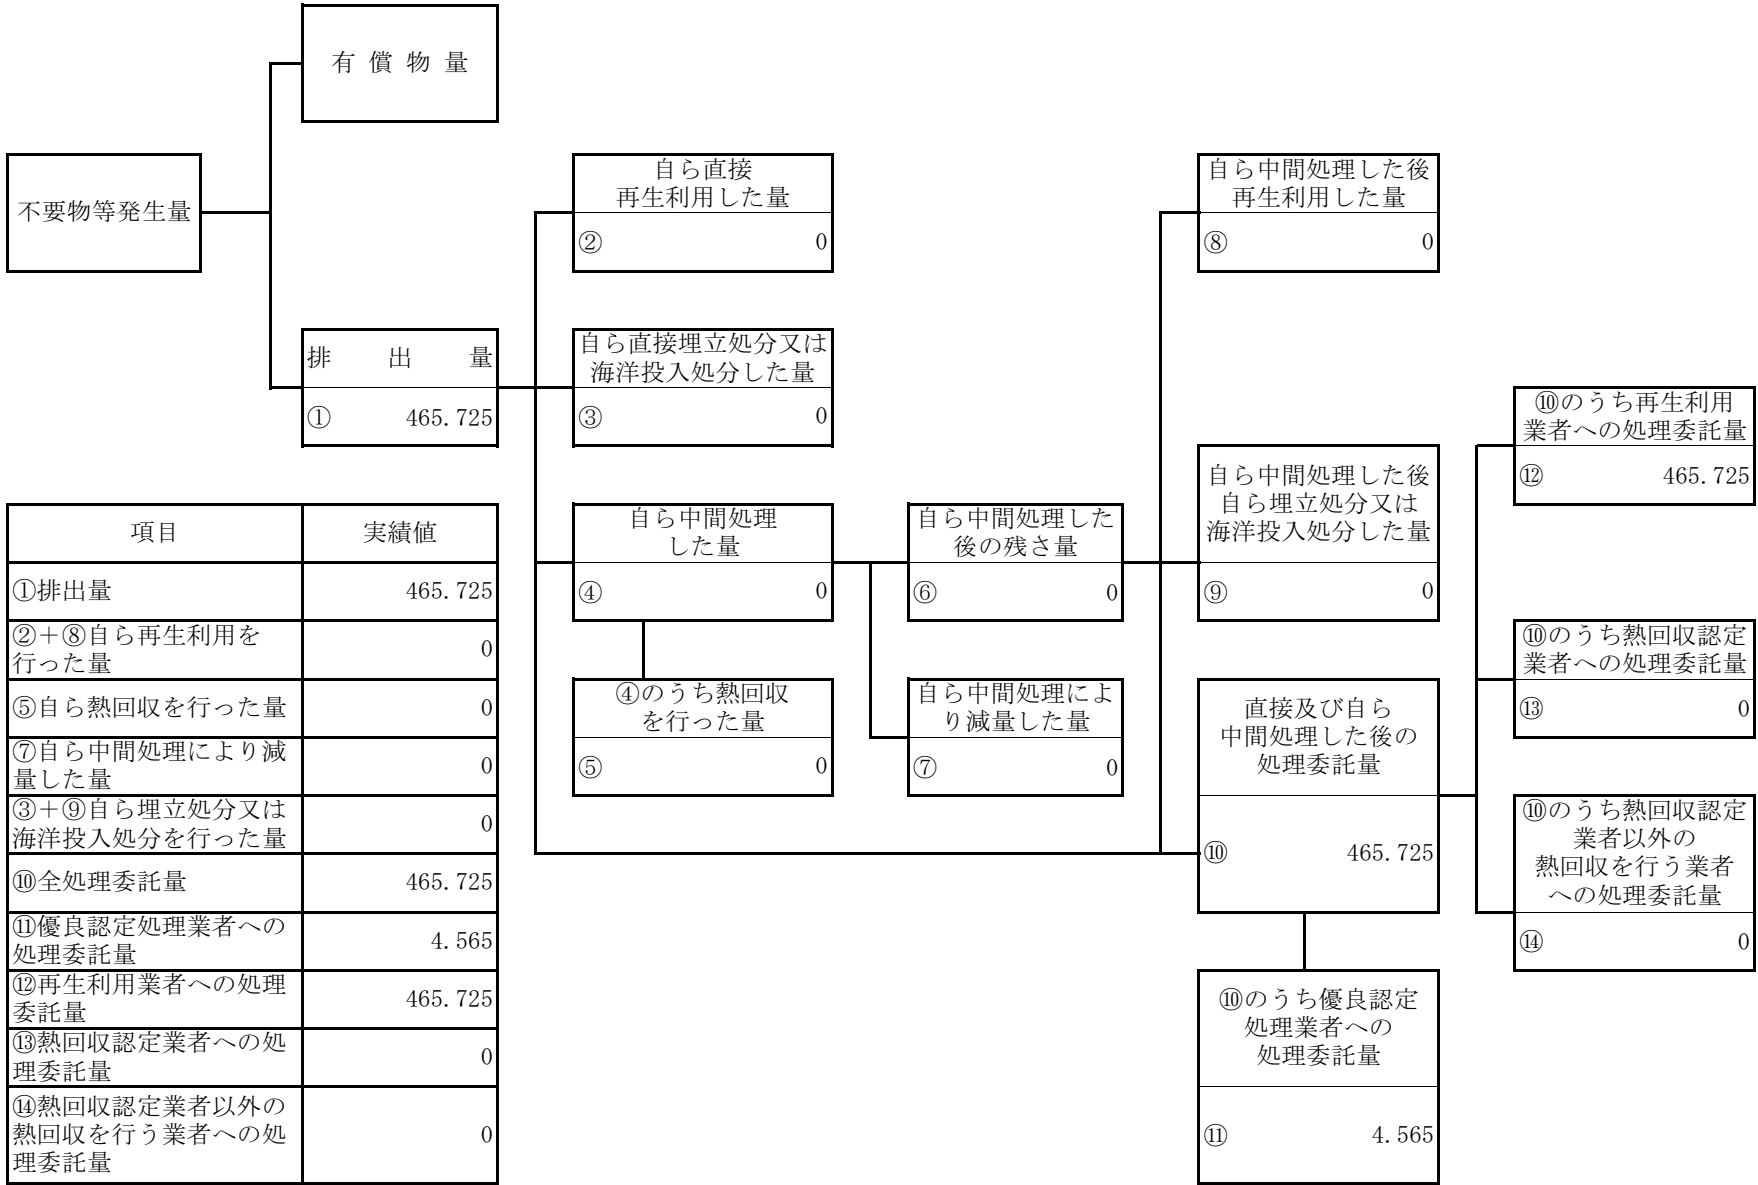 有償物量
不要物等発生量
排出量
① 465.725
自ら直接
再生利用した量
② 0
自ら直接埋立処分又は
海洋投入処分した量
③ 0
自ら中間処理
した量
④ 0
④のうち熱回収
を行った量
⑤ 0
自ら中間処理した
後の残さ量
⑥ 0
自ら中間処理によ
り減量した量
⑦ 0
自ら中間処理した後
再生利用した量
⑧ 0
自ら中間処理した後
自ら埋立処分又は
海洋投入処分した量
⑨ 0
直接及び自ら
中間処理した後の
処理委託量
⑩ 465.725
⑩のうち優良認定
処理業者への
処理委託量
⑪ 4.565
⑩のうち再生利用
業者への処理委託量
⑫ 465.725
⑩のうち熱回収認定
業者への処理委託量
⑬ 0
⑩のうち熱回収認定
業者以外の
熱回収を行う業者
への処理委託量
⑭ 0
項目 実績値
①排出量 465.725
②+⑧自ら再生利用を
行った量 0
⑤自ら熱回収を行った量 0
⑦自ら中間処理により減
量した量 0
③+⑨自ら埋立処分又は
海洋投入処分を行った量 0
⑩全処理委託量 465.725
⑪優良認定処理業者への
処理委託量 4.565
⑫再生利用業者への処理
委託量 465.725
⑬熱回収認定業者への処
理委託量 0
⑭熱回収認定業者以外の
熱回収を行う業者への処
理委託量 0